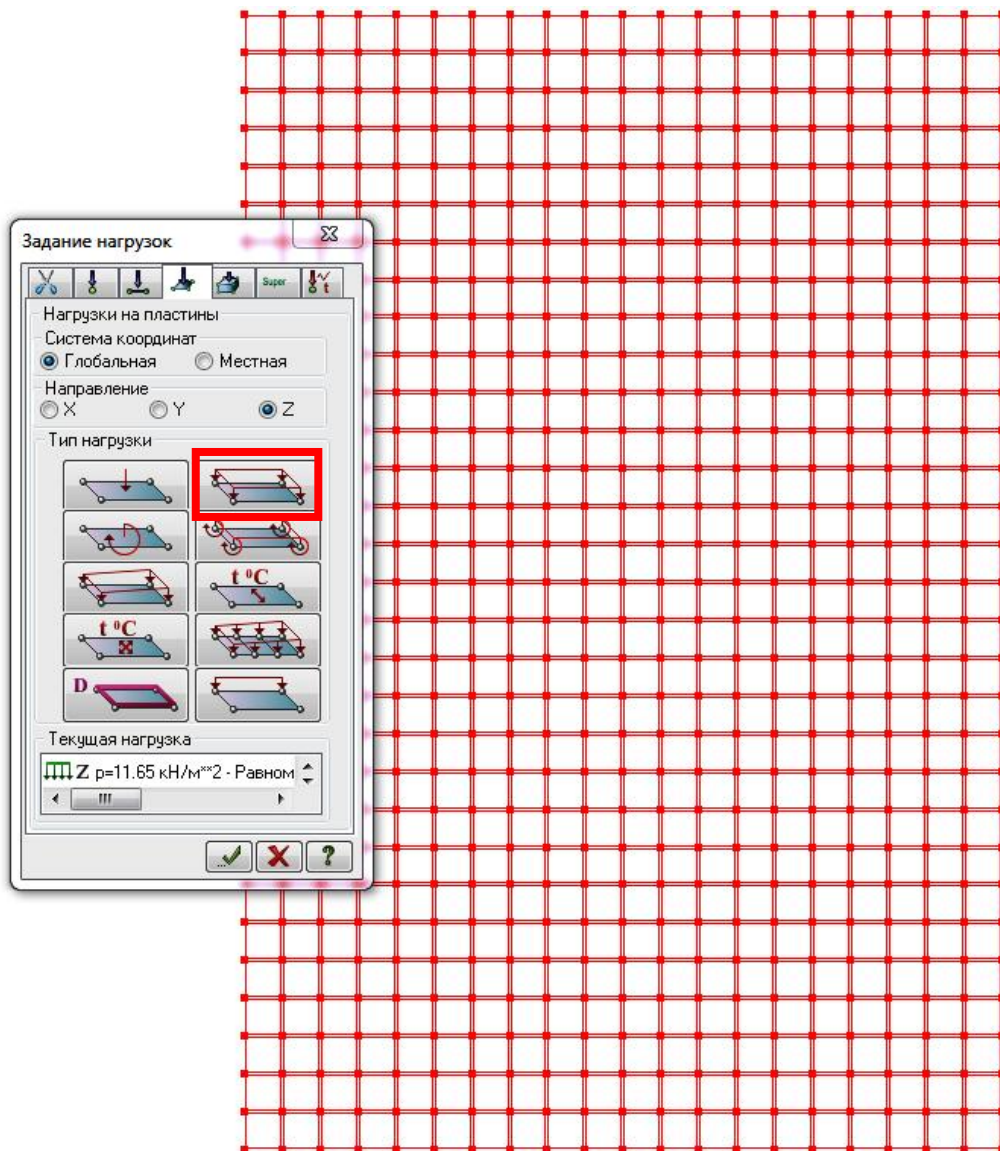 Задание нагрузок
Super
t
Нагрузки на пластины
Система координат
Глобальная Местная
Направление
X Y Z
Тип нагрузки
t °C
t °C
D
Текущая нагрузка
Z p=11.65 кН/м**2 - Равном
?